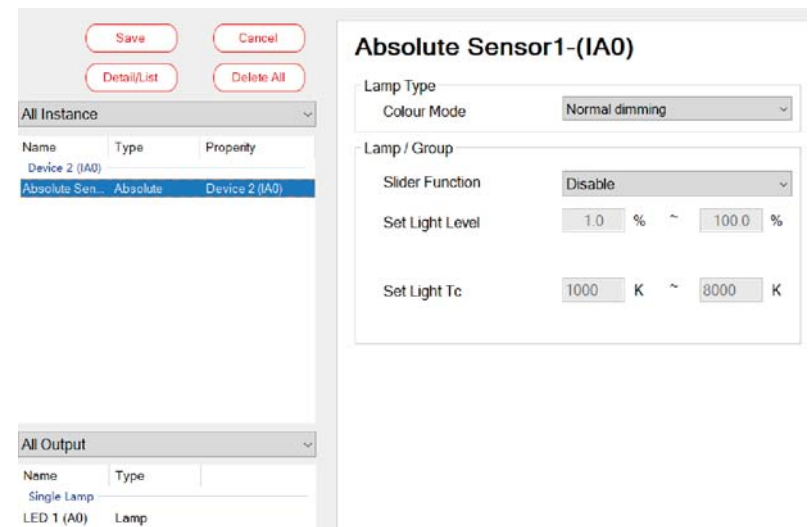 Save Cancel
Detail/List Delete All
All Instance
Name Type Property
Device 2 (IA0)
Absolute Sen... Absolute Device 2 (IA0)
All Output
Name Type
Single Lamp
LED 1 (A0) Lamp
Absolute Sensor1-(IA0)
Lamp Type
Colour Mode Normal dimming
Lamp / Group
Slider Function Disable
Set Light Level 1.0 % ~ 100.0 %
Set Light Tc 1000 K ~ 8000 K